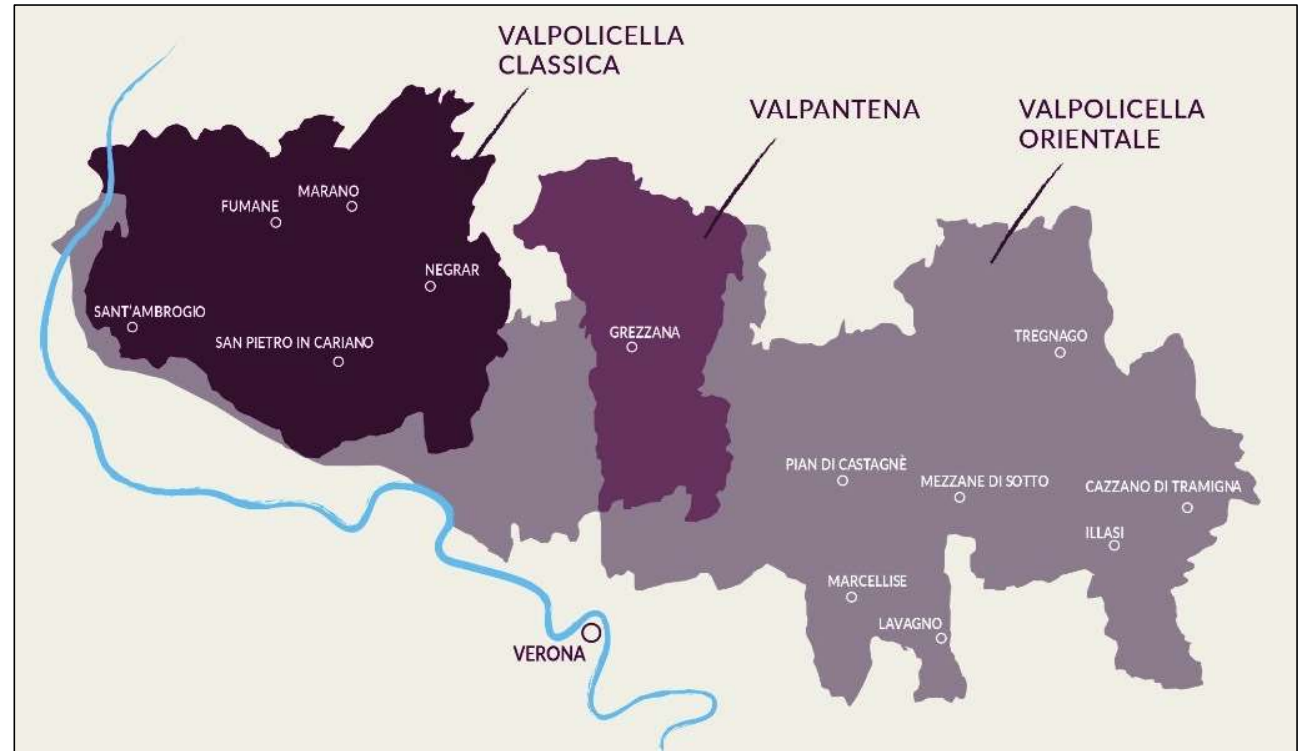 VALPOLICELLA
CLASSICA
VALPANTENA
VALPOLICELLA
ORIENTALE
MARANO
FUMANE
NEGRAR
SANT'AMBROGIO
SAN PIETRO IN CARIANO
GREZZANA
TREGNAGO
PIAN DI CASTAGNÈ
MEZZANE DI SOTTO
CAZZANO DI TRAMIGNA
ILLASI
MARCELLISE
LAVAGNO
VERONA